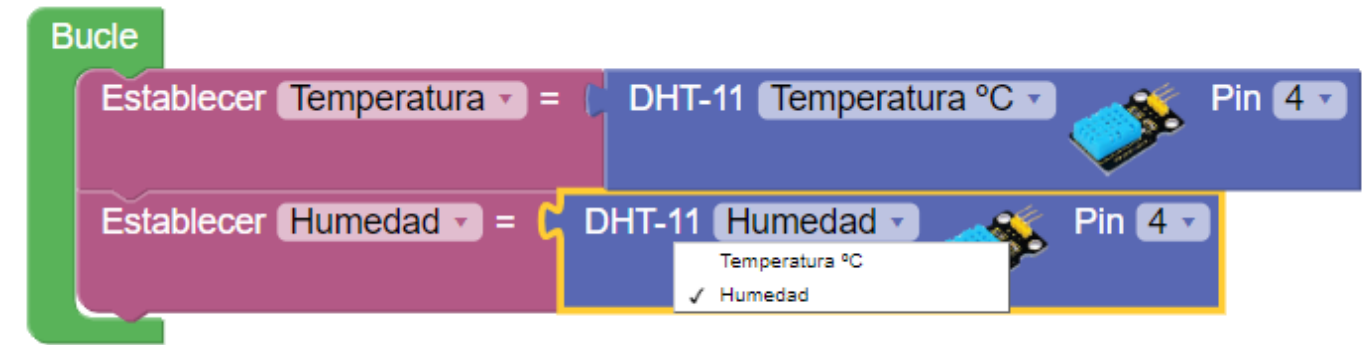 Bucle
Establecer Temperatura = DHT-11 Temperatura ºC Pin 4
Establecer Humedad = DHT-11 Humedad Pin 4
Temperatura ºC
✓ Humedad